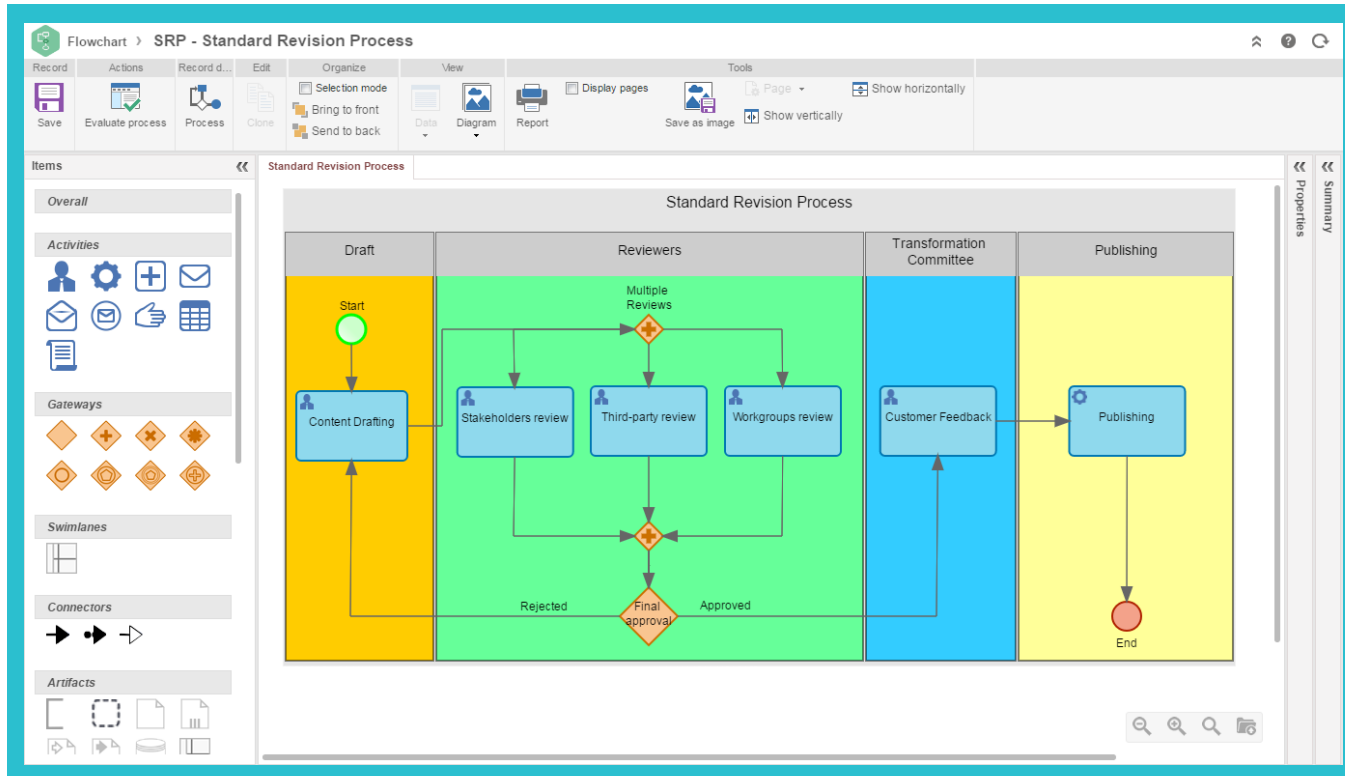 Flowchart > SRP - Standard Revision Process
Record Actions Record d... Edit Organize View Tools
Save
Evaluate process
Process
Clone
Selection mode
Bring to front
Send to back
Data
Diagram
Report
Display pages
Save as image
Page
Show vertically
Show horizontally
Items
Standard Revision Process
Properties
Summary
Overall
Activities
Gateways
Swimlanes
Connectors
Artifacts
Standard Revision Process
Draft
Reviewers
Transformation
Committee
Publishing
Start
Multiple
Reviews
Content Drafting
Stakeholders review
Third-party review
Workgroups review
Customer Feedback
Publishing
Rejected
Final
approval
Approved
End